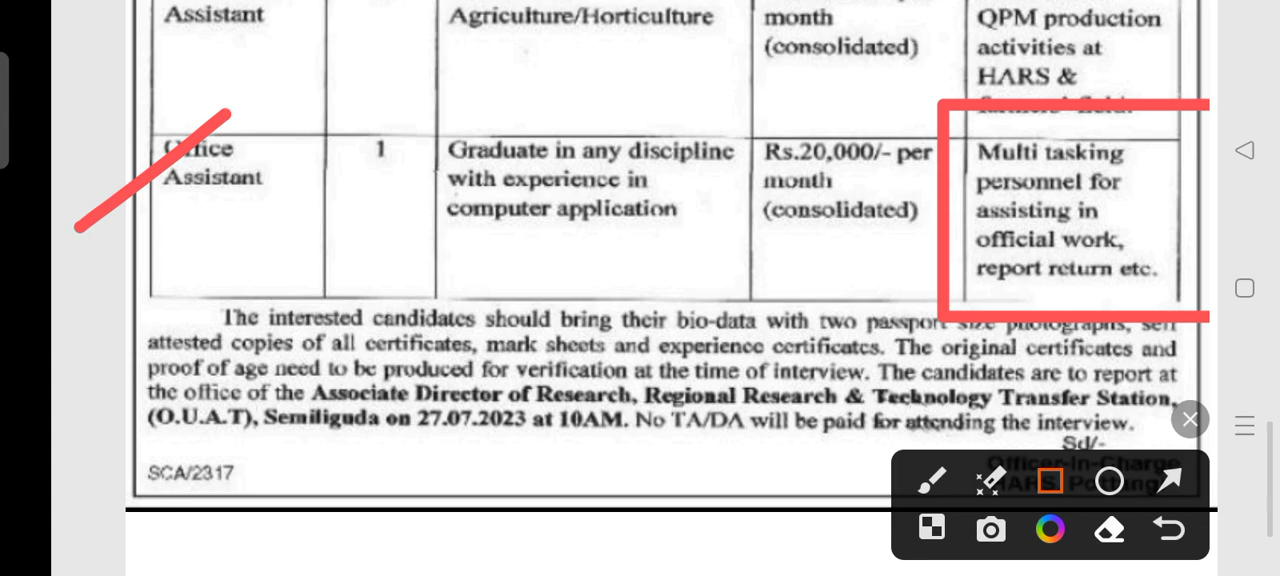 Assistant
Agriculture/Horticulture
month
(consolidated)
QPM production
activities at
HARS &
Office
Assistant
1
Graduate in any discipline
with experience in
computer application
Rs.20,000/- per
month
(consolidated)
Multi tasking
personnel for
assisting in
official work,
report return etc.
The interested candidates should bring their bio-data with two passport size photographs, self
attested copies of all certificates, mark sheets and experience certificates. The original certificates and
proof of age need to be produced for verification at the time of interview. The candidates are to report at
the office of the Associate Director of Research, Regional Research & Technology Transfer Station,
(O.U.A.T), Semiliguda on 27.07.2023 at 10AM. No TA/DA will be paid for attending the interview.
Sd/-
Officer-In-Charge
HARS, Pottangi
SCA/2317